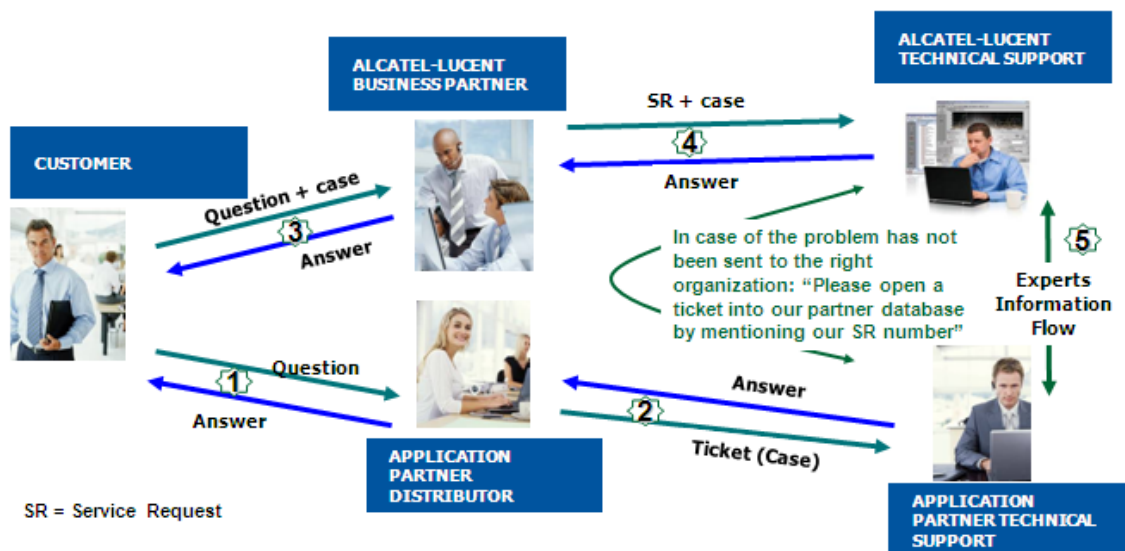 ALCATEL-LUCENT
BUSINESS PARTNER
ALCATEL-LUCENT
TECHNICAL SUPPORT
SR + case
4
Answer
CUSTOMER
Question + case
3
Answer
In case of the problem has not
been sent to the right
organization: “Please open a
ticket into our partner database
by mentioning our SR number”
5
Experts
Information
Flow
Question
1
Answer
Answer
2
Ticket (Case)
APPLICATION
PARTNER
DISTRIBUTOR
APPLICATION
PARTNER TECHNICAL
SUPPORT
SR = Service Request